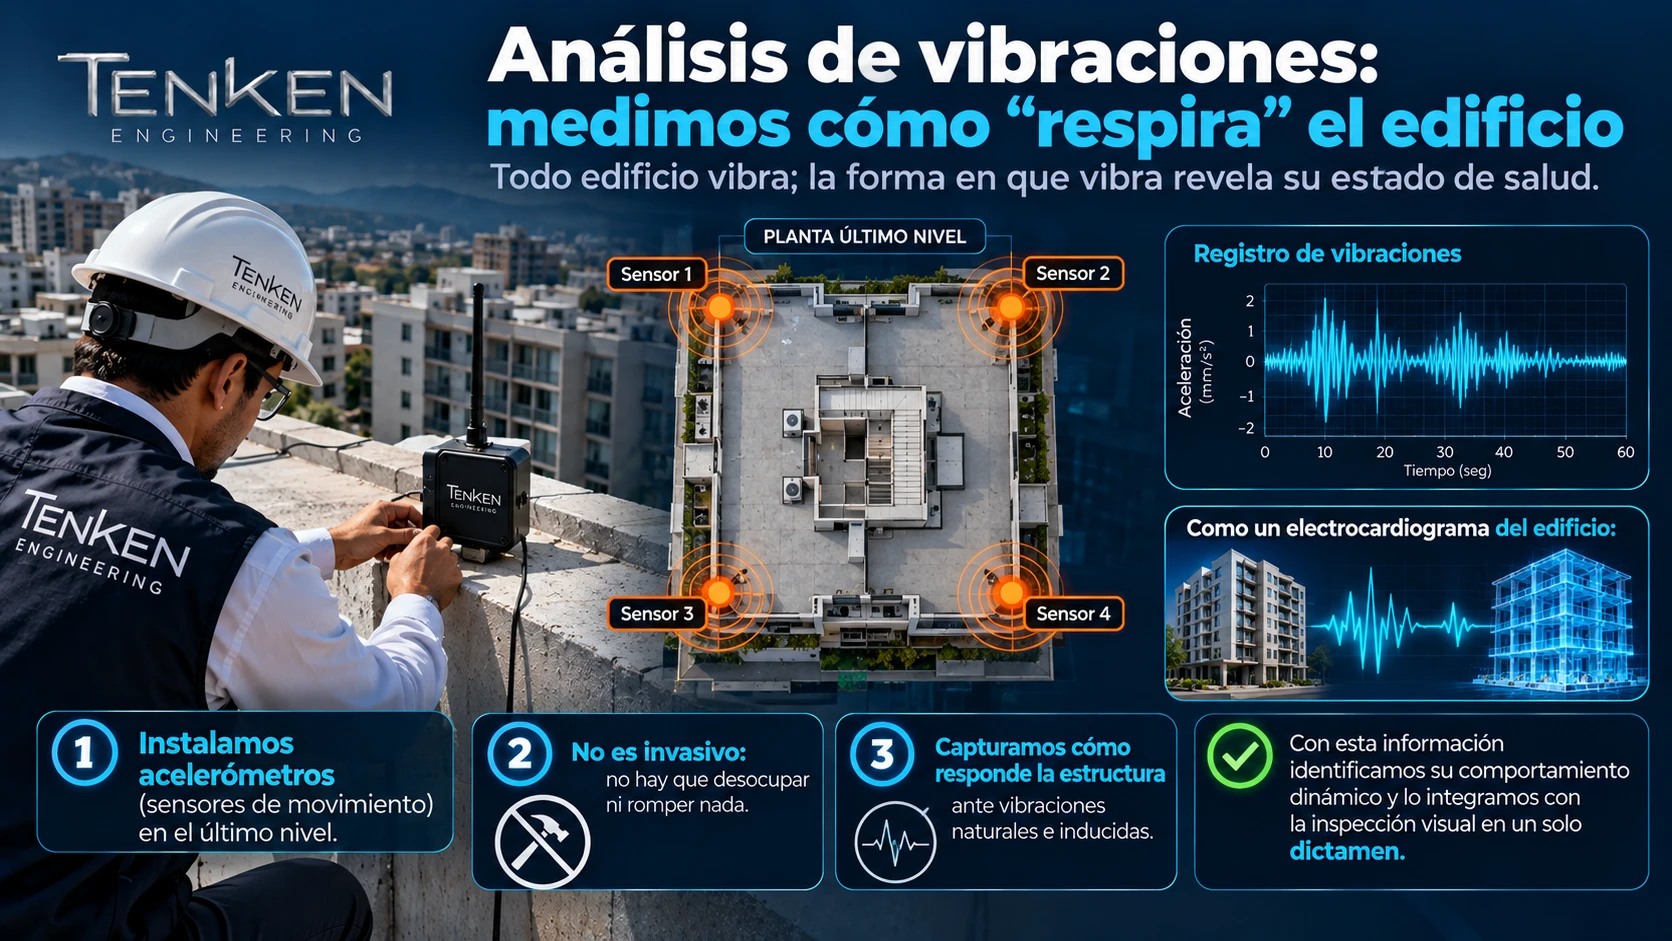 TENKEN
ENGINEERING
Análisis de vibraciones:
medimos cómo “respira” el edificio
Todo edificio vibra; la forma en que vibra revela su estado de salud.
TENKEN
ENGINEERING
TENKEN
ENGINEERING
TENKEN
ENGINEERING
PLANTA ÚLTIMO NIVEL
Sensor 1
Sensor 2
Sensor 3
Sensor 4
Registro de vibraciones
Aceleración
(mm/s²)
2
1
0
−1
−2
0 10 20 30 40 50 60
Tiempo (seg)
Como un electrocardiograma del edificio:
1
Instalamos
acelerómetros
(sensores de movimiento)
en el último nivel.
2
No es invasivo:
no hay que desocupar
ni romper nada.
3
Capturamos cómo
responde la estructura
ante vibraciones
naturales e inducidas.
Con esta información
identificamos su comportamiento
dinámico y lo integramos con
la inspección visual en un solo
dictamen.